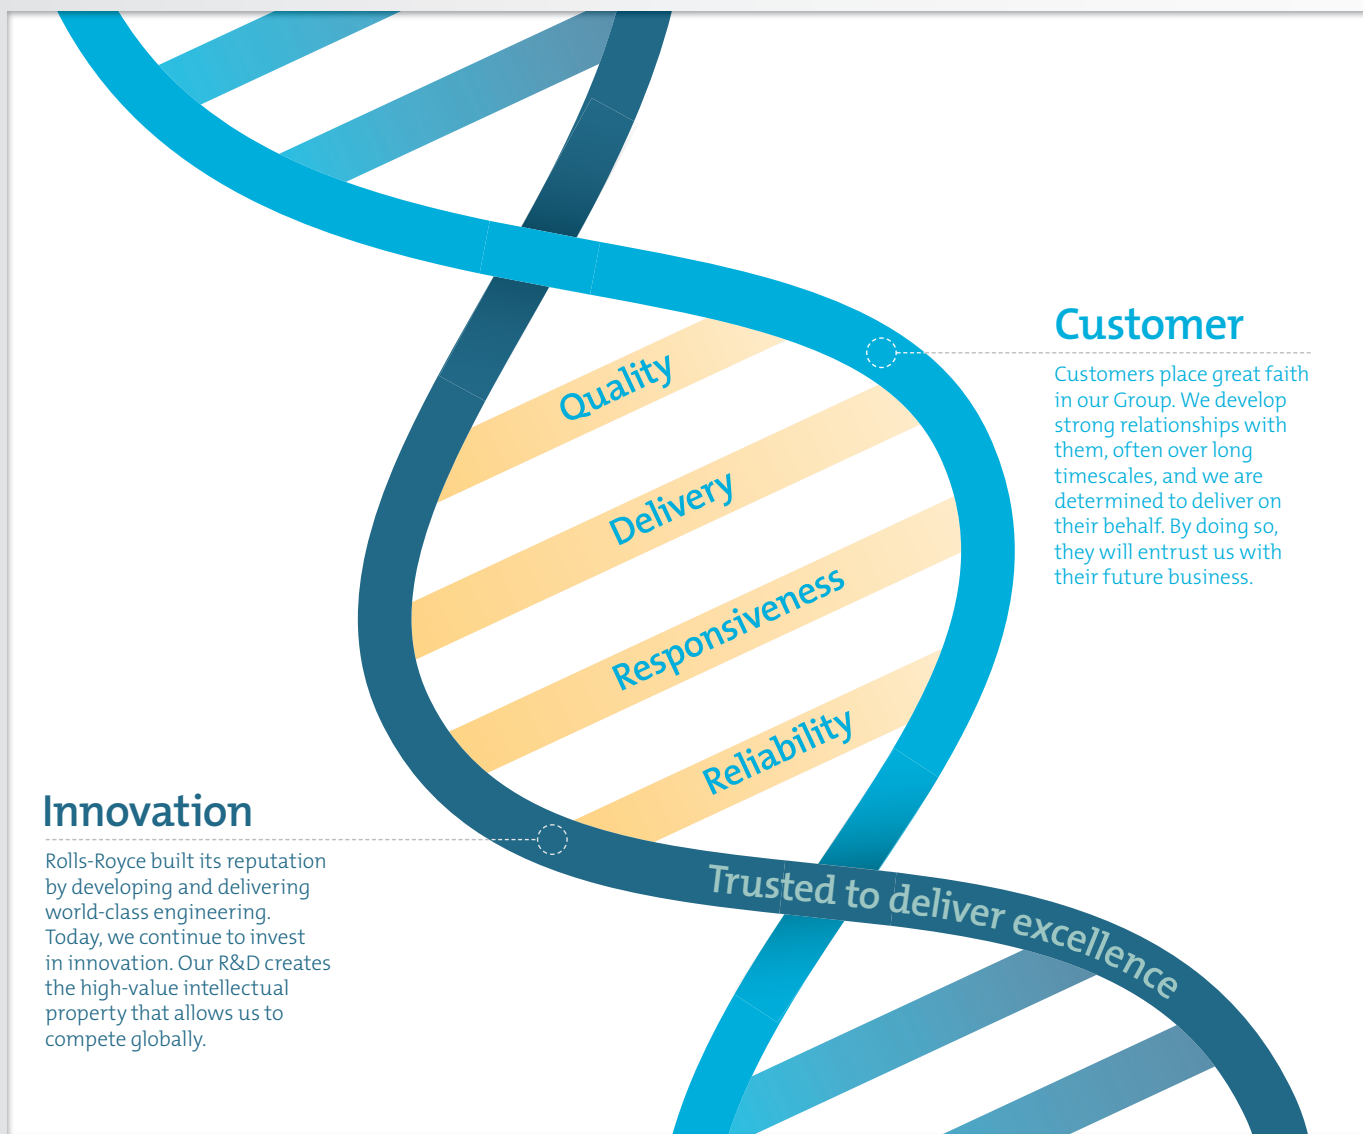 Customer
Customers place great faith
in our Group. We develop
strong relationships with
them, often over long
timescales, and we are
determined to deliver on
their behalf. By doing so,
they will entrust us with
their future business.
Quality
Delivery
Responsiveness
Reliability
Innovation
Rolls-Royce built its reputation
by developing and delivering
world-class engineering.
Today, we continue to invest
in innovation. Our R&D creates
the high-value intellectual
property that allows us to
compete globally.
Trusted to deliver excellence